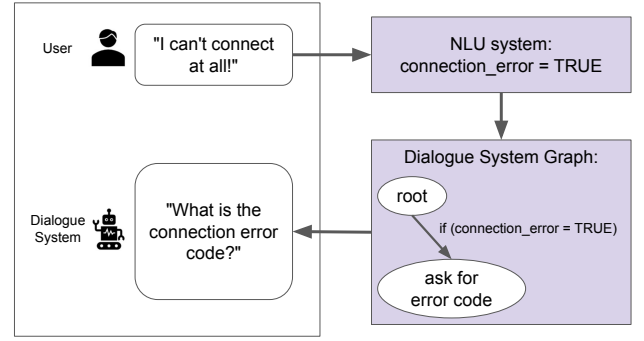 User
"I can't connect
at all!"
NLU system:
connection_error = TRUE
Dialogue System Graph:
root
if (connection_error = TRUE)
ask for
error code
Dialogue
System
"What is the
connection error
code?"